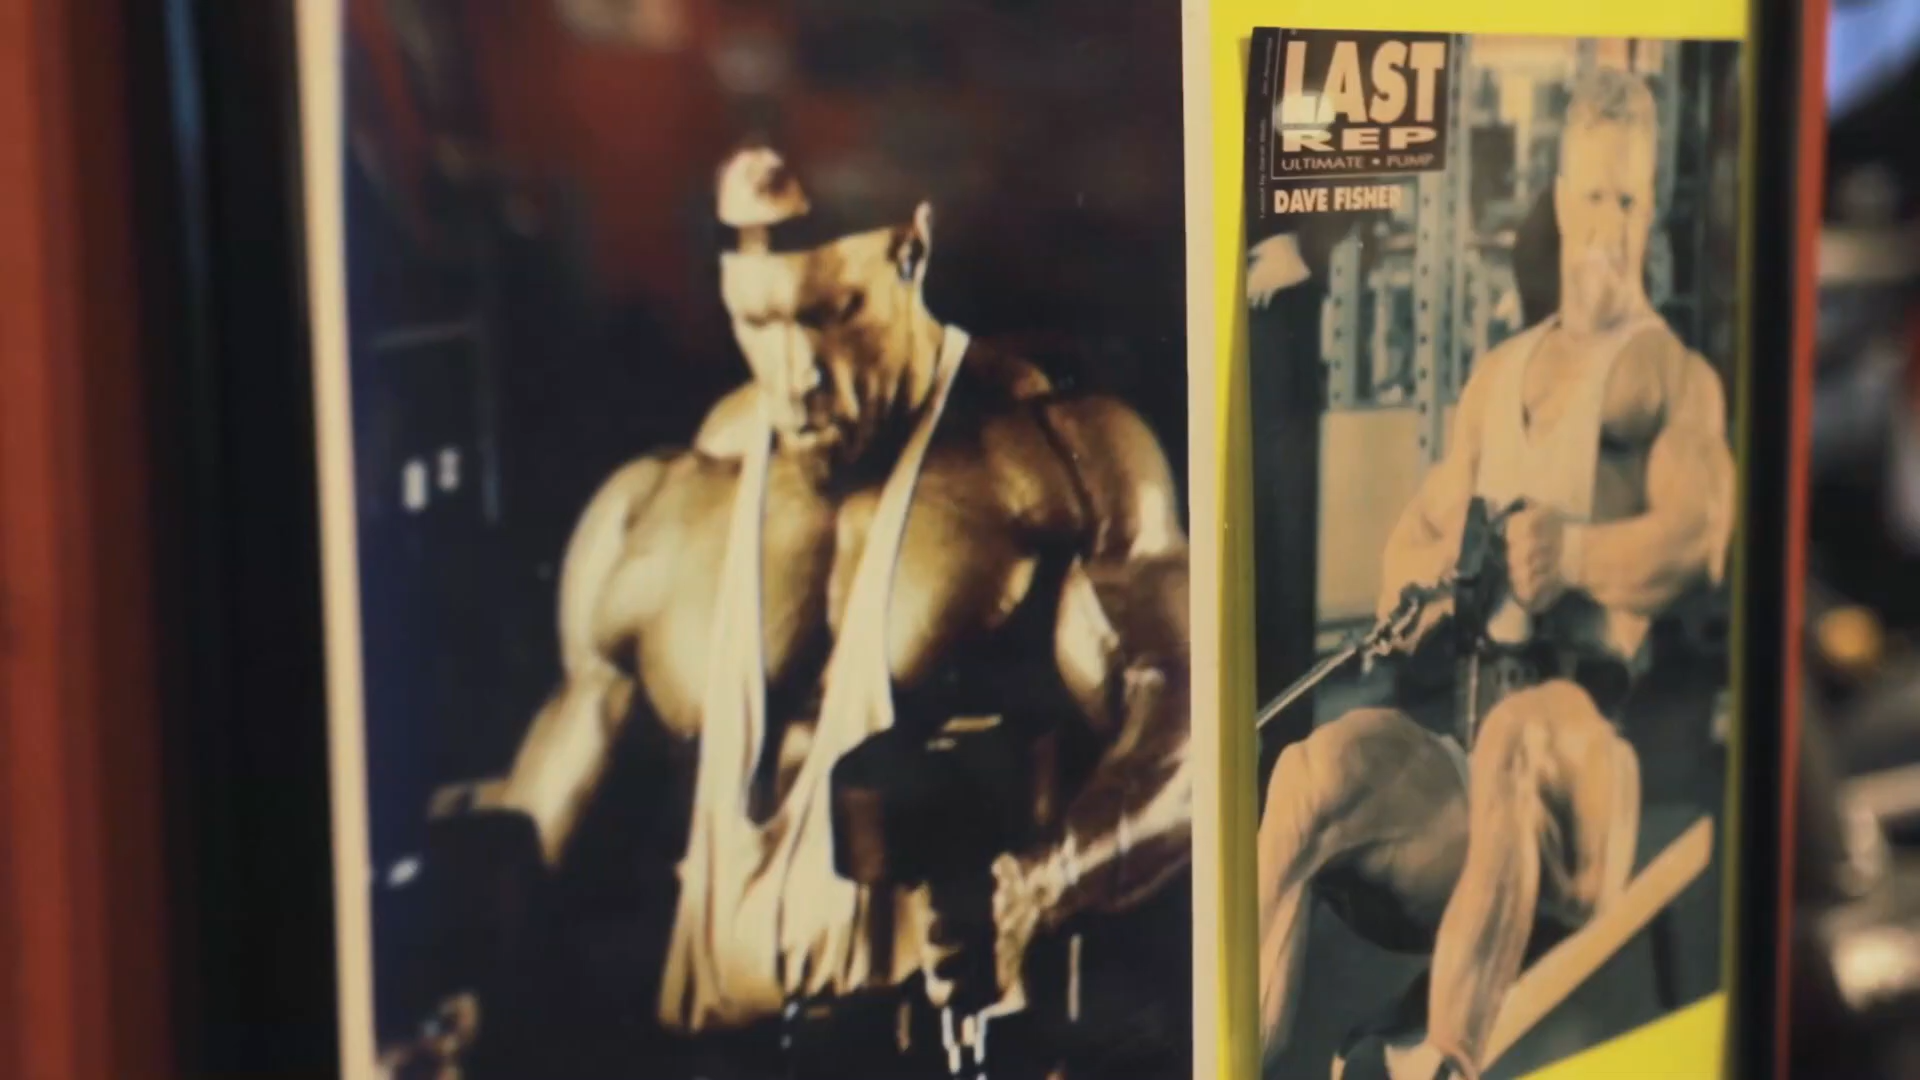 LAST
REP
ULTIMATE • PUMP
DAVE FISHER